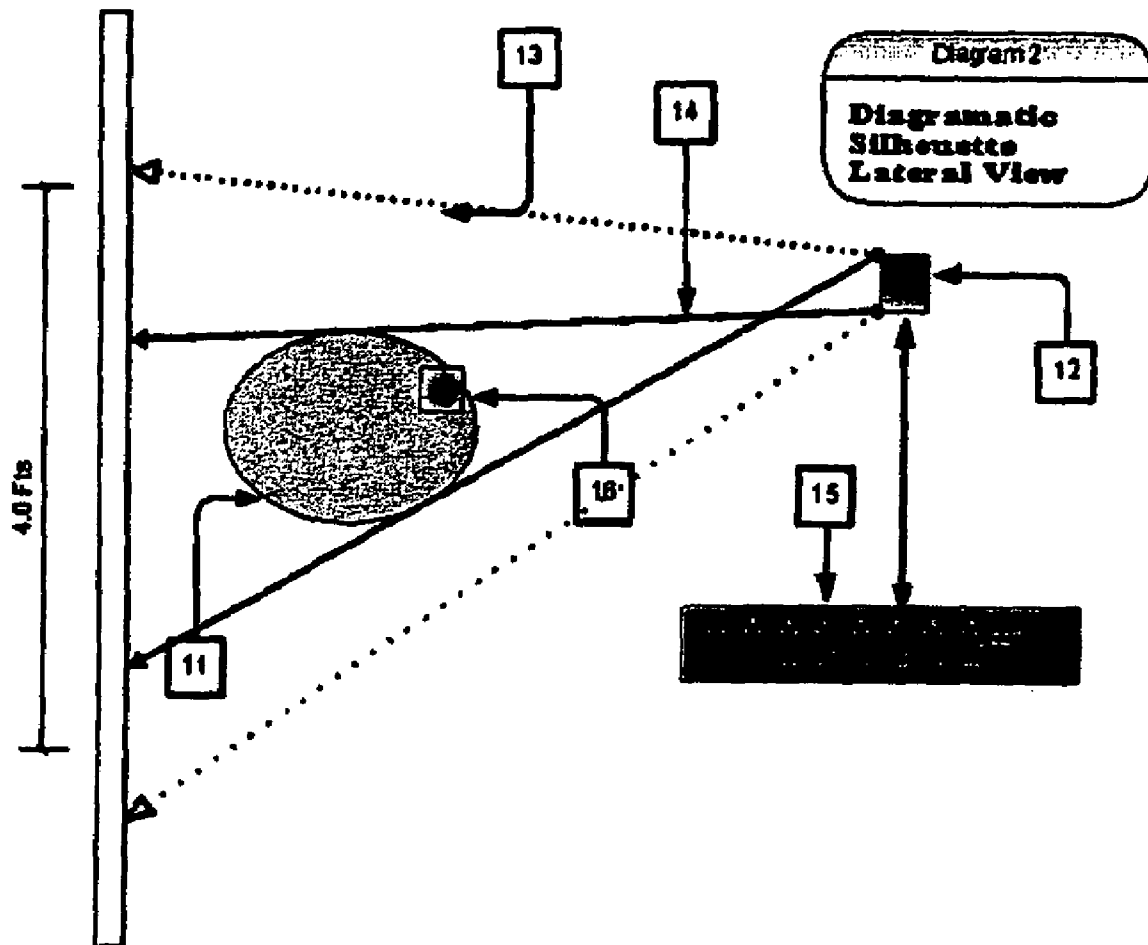 13
14
Diagram 2
Diagramatic
Silhouette
Lateral View
12
16
15
4.0 Fts
11